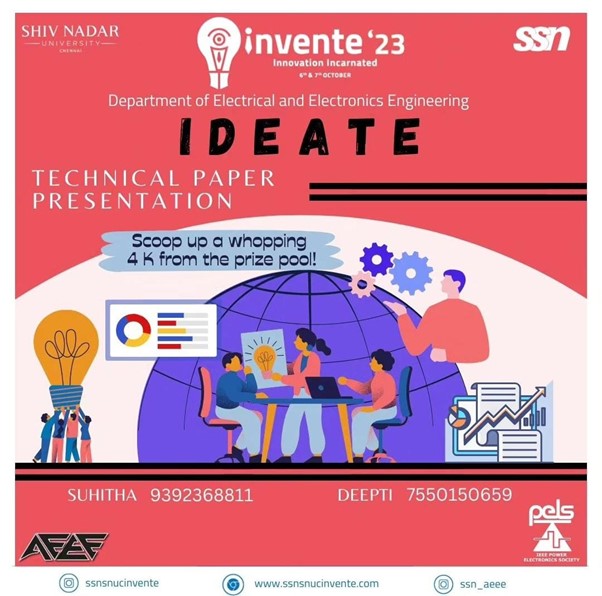 SHIV NADAR
UNIVERSITY
CHENNAI
invente '23
Innovation Incarnated
6th & 7th OCTOBER
ssn
Department of Electrical and Electronics Engineering
IDEATE
TECHNICAL PAPER
PRESENTATION
Scoop up a whopping
4 K from the prize pool!
SUHITHA 9392368811
DEEPTI 7550150659
AEEE
pels
IEEE POWER
ELECTRONICS SOCIETY
ssnsnucinvente
www.ssnsnucinvente.com
ssn_aeee